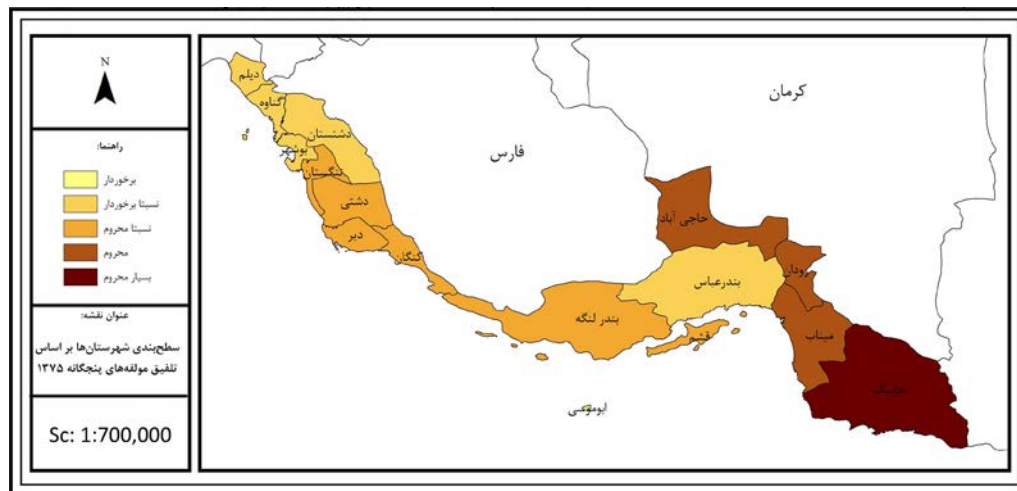 N
راهنما:
برخوردار
نسبتا برخوردار
نسبتا محروم
محروم
بسیار محروم
عنوان نقشه:
سطح‌بندی شهرستان‌ها بر اساس
تلفیق مولفه‌های پنجگانه ۱۳۷۵
Sc: 1:700,000
دیلم
گناوه
دشتستان
بوشهر
تنگستان
دشتی
دیر
کنگان
فارس
کرمان
حاجی آباد
رودان
بندرعباس
بندر لنگه
قشم
میناب
جاسک
ابوموسی